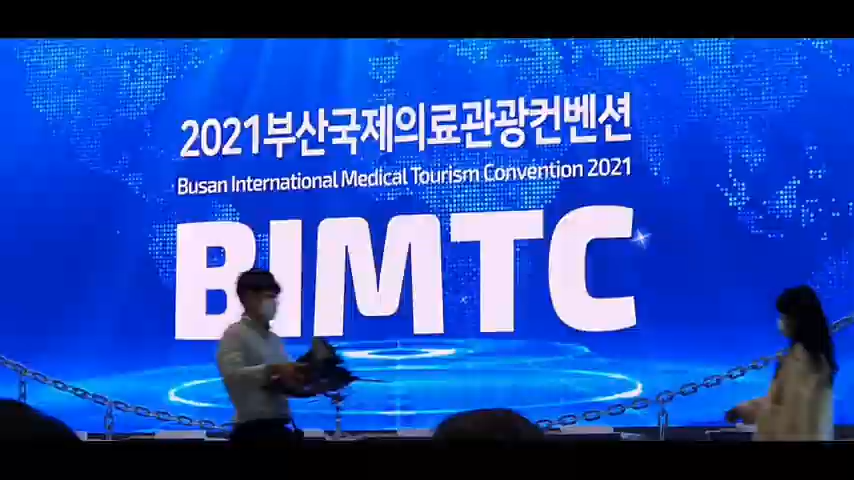 2021부산국제의료관광컨벤션
Busan International Medical Tourism Convention 2021
BIMTC